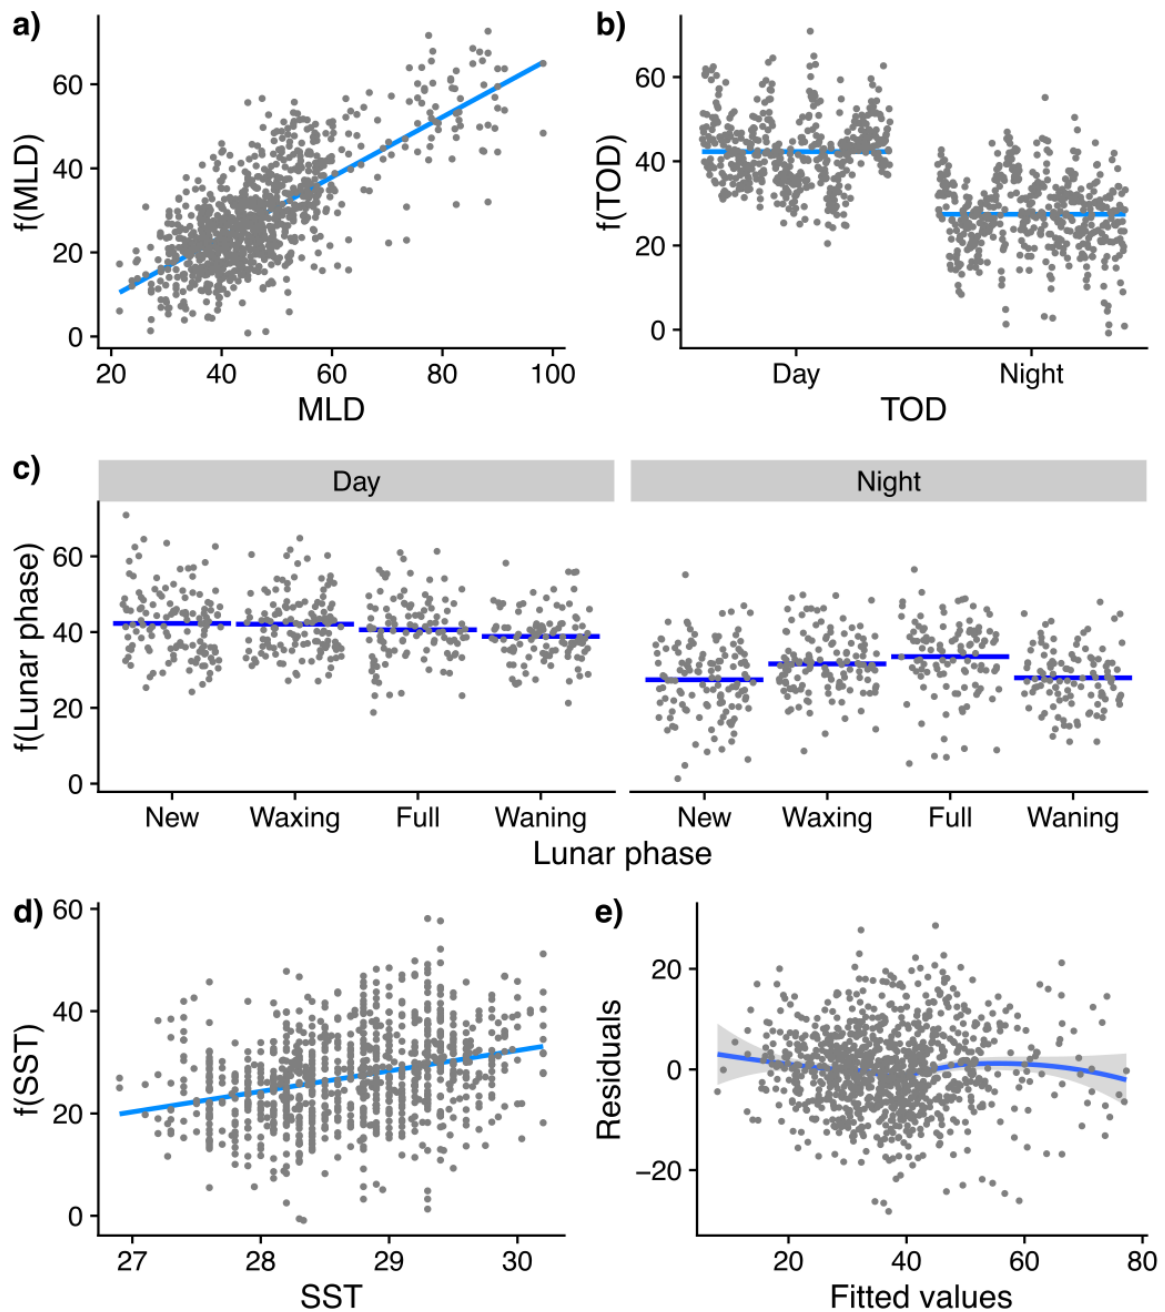 a)
f(MLD)
60
40
20
0
20 40 60 80 100
MLD
b)
f(TOD)
60
40
20
0
Day Night
TOD
c)
Day Night
f(Lunar phase)
60
40
20
0
New Waxing Full Waning New Waxing Full Waning
Lunar phase
d)
f(SST)
60
40
20
0
27 28 29 30
SST
e)
Residuals
20
0
−20
20 40 60 80
Fitted values